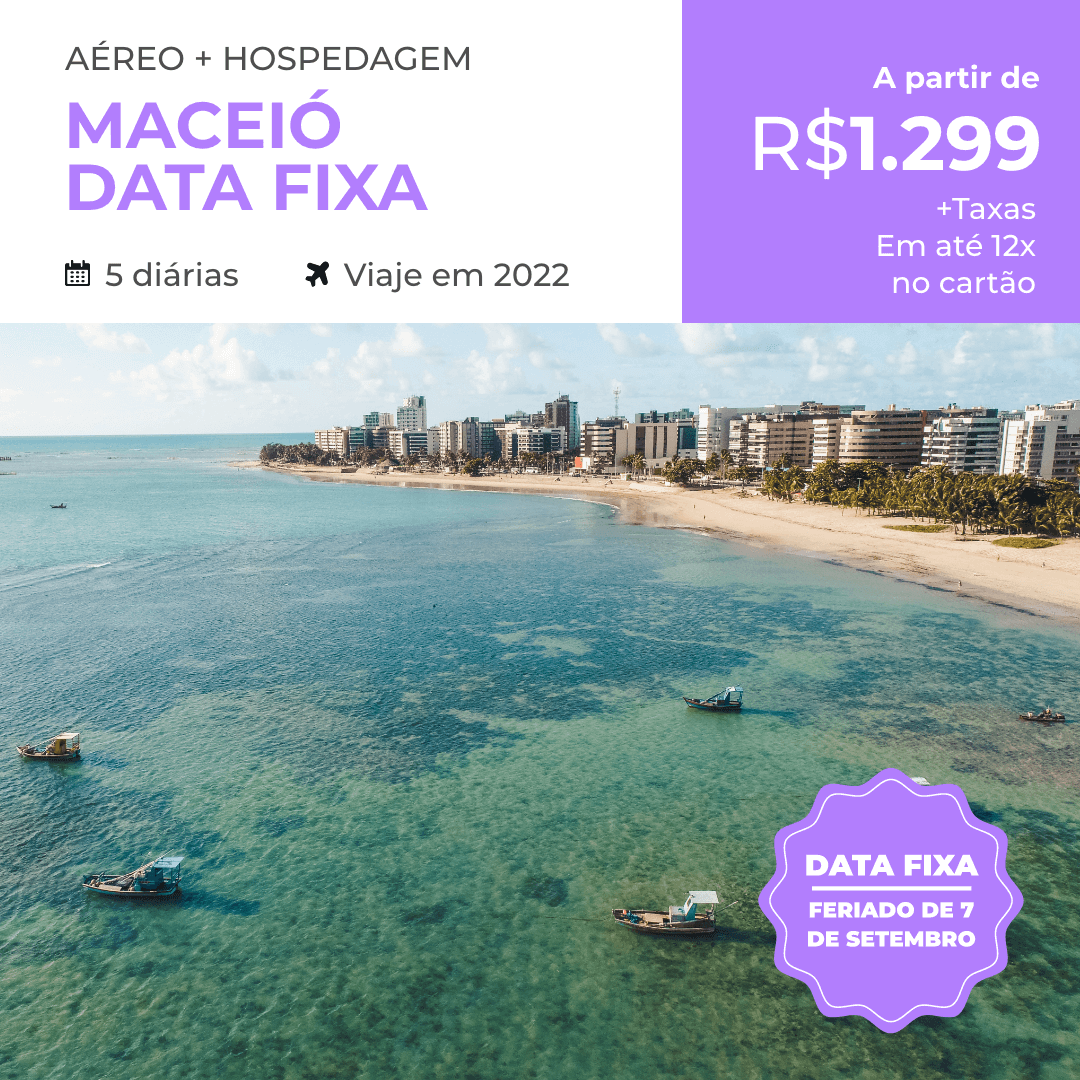 AÉREO + HOSPEDAGEM
MACEIÓ
DATA FIXA
5 diárias
Viaje em 2022
A partir de
R$1.299
+Taxas
Em até 12x
no cartão
DATA FIXA
FERIADO DE 7
DE SETEMBRO